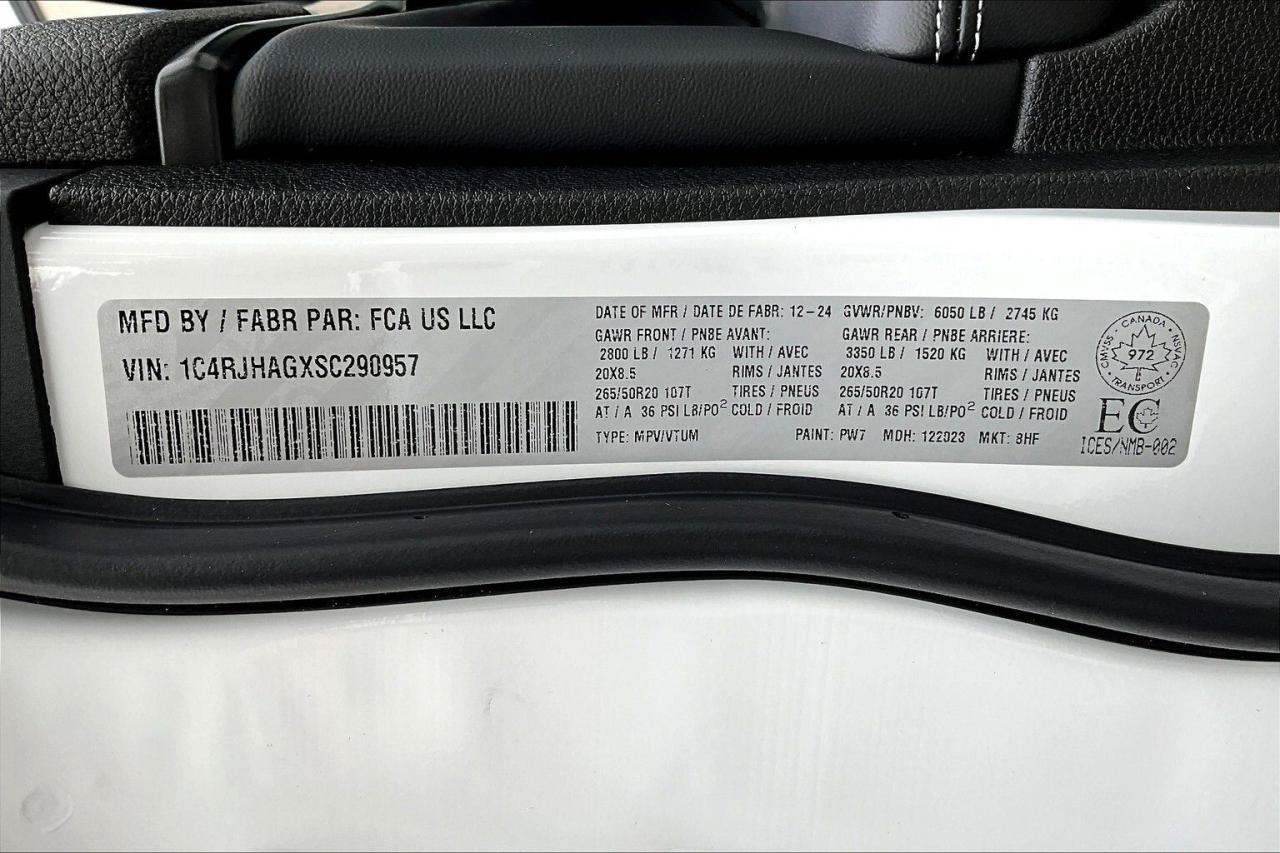 MFD BY / FABR PAR: FCA US LLC
VIN: 1C4RJHAGXSC290957
DATE OF MFR / DATE DE FABR: 12-24 GVWR/PNBV: 6050 LB / 2745 KG
GAWR FRONT / PNBE AVANT: GAWR REAR / PNBE ARRIERE:
2800 LB / 1271 KG WITH / AVEC 3350 LB / 1520 KG WITH / AVEC
20X8.5 RIMS / JANTES 20X8.5 RIMS / JANTES
265/50R20 107T TIRES / PNEUS 265/50R20 107T TIRES / PNEUS
AT / A 36 PSI LB/PO² COLD / FROID AT / A 36 PSI LB/PO² COLD / FROID
TYPE: MPV/VTUM PAINT: PW7 MDH: 122023 MKT: 8HF
CANADA
CMVSS 972 NSVAC
TRANSPORT
EC
ICES/NMB-002